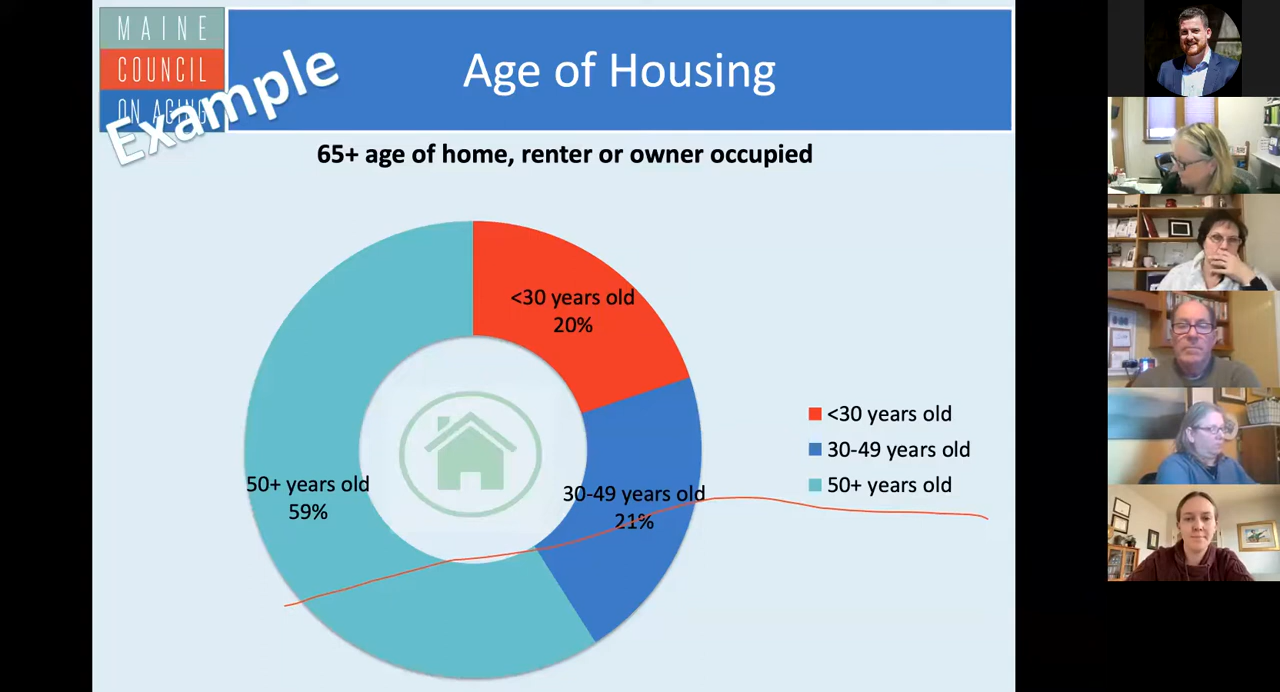 MAINE
COUNCIL
ON AGING
Example
Age of Housing
65+ age of home, renter or owner occupied
<30 years old
20%
50+ years old
59%
30-49 years old
21%
<30 years old
30-49 years old
50+ years old